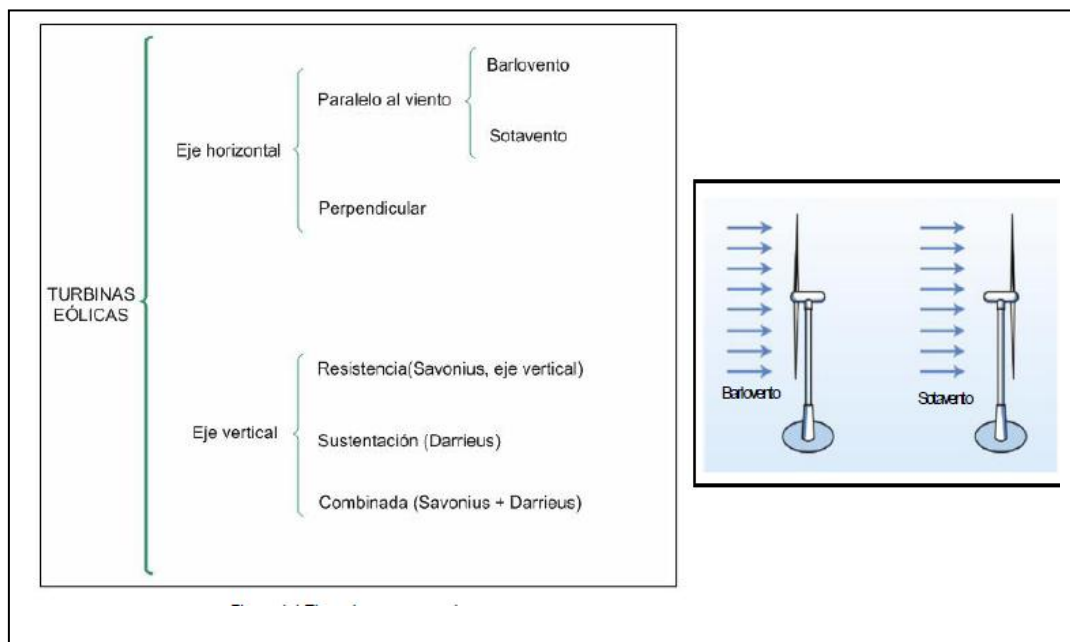 Barlovento
Paralelo al viento
Sotavento
Eje horizontal
Perpendicular
TURBINAS
EÓLICAS
Resistencia(Savonius, eje vertical)
Eje vertical
Sustentación (Darrieus)
Combinada (Savonius + Darrieus)
Barlovento
Sotavento